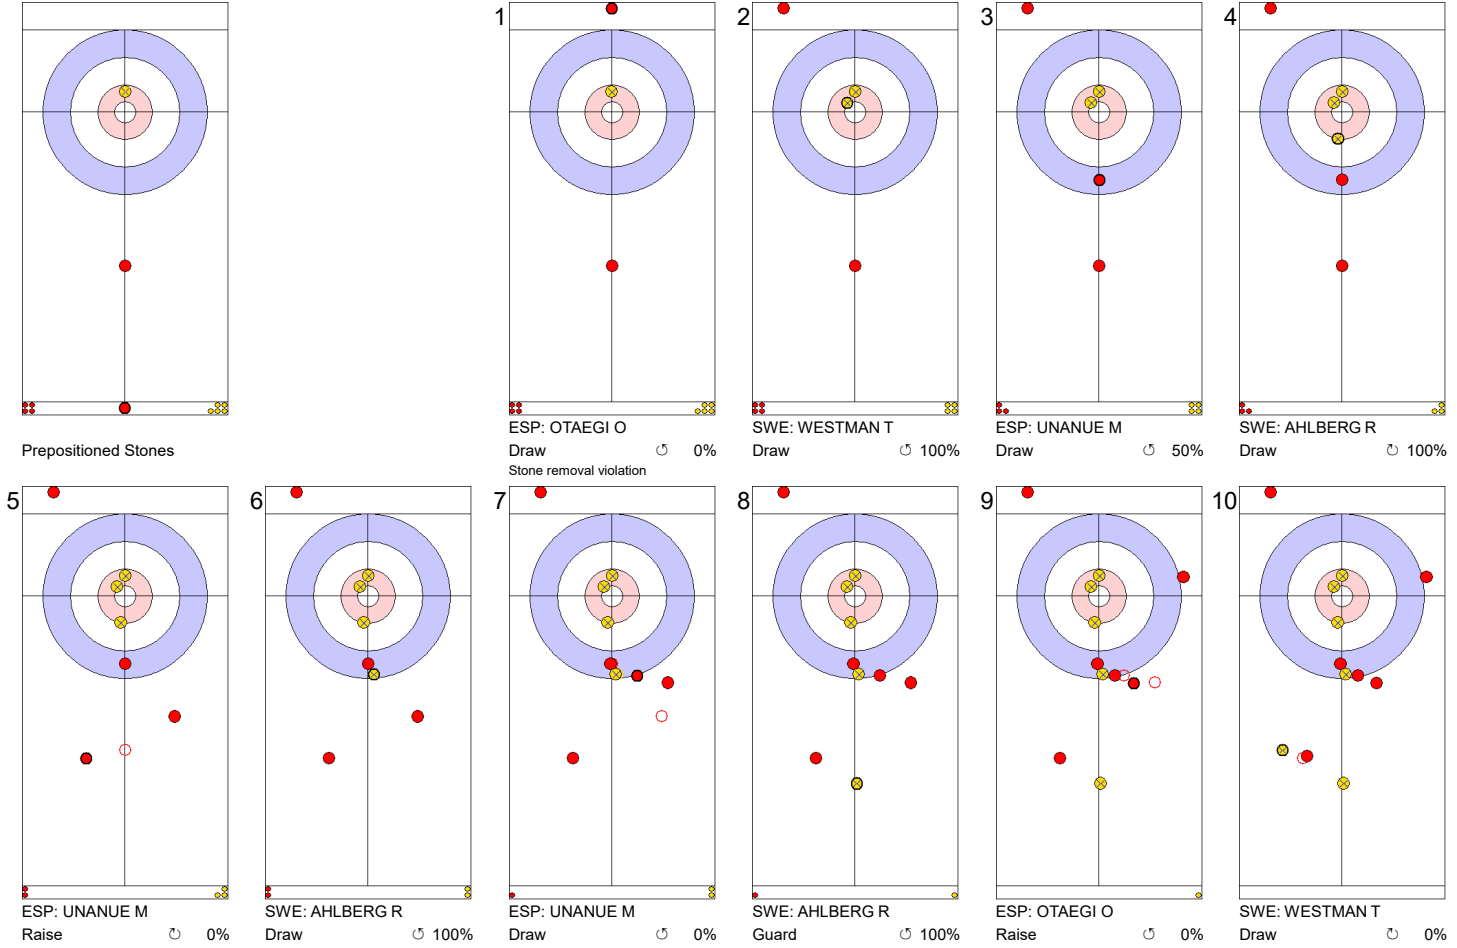 1 2 3 4
ESP: OTAEGI O SWE: WESTMAN T ESP: UNANUE M SWE: AHLBERG R
Prepositioned Stones Draw 0% Draw 100% Draw 50% Draw 100%
Stone removal violation
5 6 7 8 9 10
ESP: UNANUE M SWE: AHLBERG R ESP: UNANUE M SWE: AHLBERG R ESP: OTAEGI O SWE: WESTMAN T
Raise 0% Draw 100% Draw 0% Guard 100% Raise 0% Draw 0%